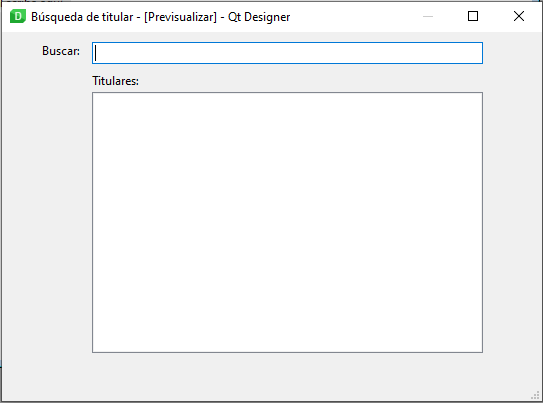 Búsqueda de titular - [Previsualizar] - Qt Designer
Buscar:
Titulares: